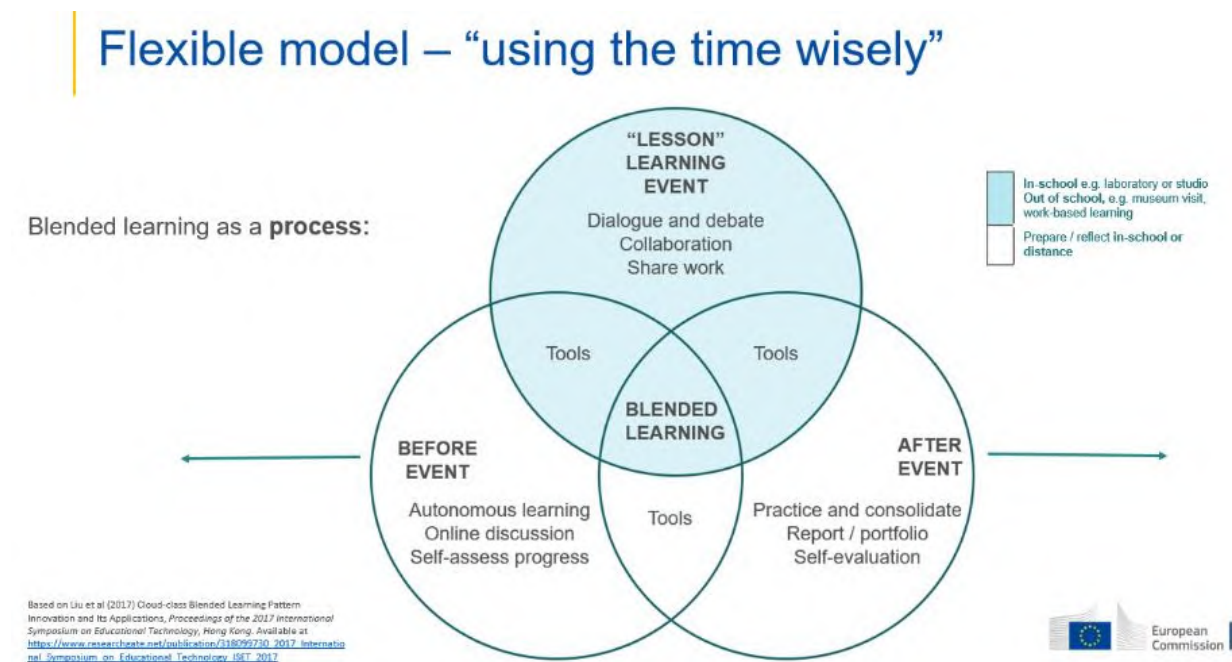 Flexible model – “using the time wisely”
Blended learning as a process:
“LESSON”
LEARNING
EVENT
Dialogue and debate
Collaboration
Share work
In-school e.g. laboratory or studio
Out of school, e.g. museum visit,
work-based learning
Prepare / reflect in-school or
distance
Tools
Tools
BLENDED
LEARNING
BEFORE
EVENT
Autonomous learning
Online discussion
Self-assess progress
Tools
AFTER
EVENT
Practice and consolidate
Report / portfolio
Self-evaluation
Based on Liu et al (2017) Cloud-class Blended Learning Pattern
Innovation and Its Applications, Proceedings of the 2017 International
Symposium on Educational Technology, Hong Kong. Available at
https://www.researchgate.net/publication/318099730_2017_Internatio
nal_Symposium_on_Educational_Technology_ISET_2017
European
Commission